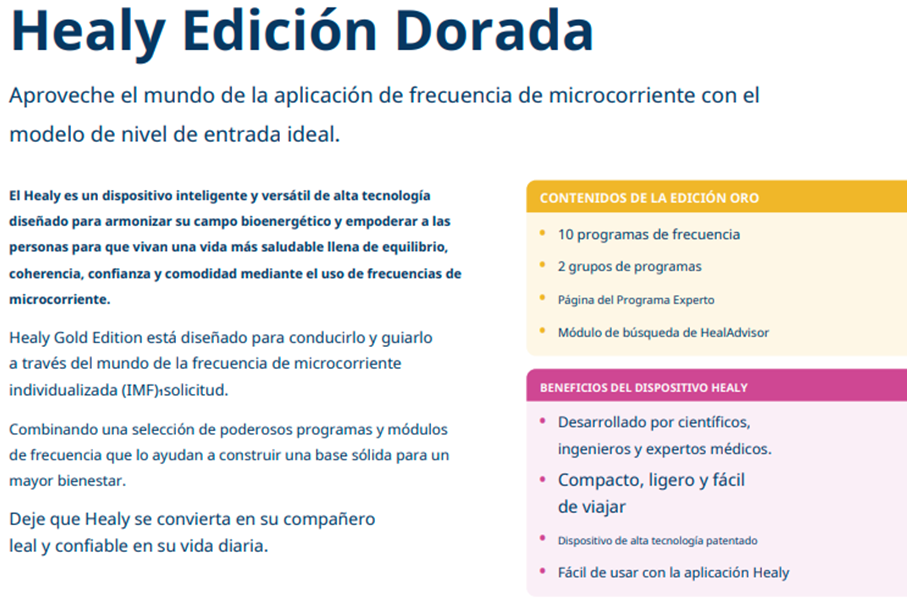 Healy Edición Dorada
Aproveche el mundo de la aplicación de frecuencia de microcorriente con el
modelo de nivel de entrada ideal.
El Healy es un dispositivo inteligente y versátil de alta tecnología
diseñado para armonizar su campo bioenergético y empoderar a las
personas para que vivan una vida más saludable llena de equilibrio,
coherencia, confianza y comodidad mediante el uso de frecuencias de
microcorriente.
Healy Gold Edition está diseñado para conducirlo y guiarlo
a través del mundo de la frecuencia de microcorriente
individualizada (IMF)₁solicitud.
Combinando una selección de poderosos programas y módulos
de frecuencia que lo ayudan a construir una base sólida para un
mayor bienestar.
Deje que Healy se convierta en su compañero
leal y confiable en su vida diaria.
CONTENIDOS DE LA EDICIÓN ORO
• 10 programas de frecuencia
• 2 grupos de programas
• Página del Programa Experto
• Módulo de búsqueda de HealAdvisor
BENEFICIOS DEL DISPOSITIVO HEALY
• Desarrollado por científicos,
ingenieros y expertos médicos.
• Compacto, ligero y fácil
de viajar
• Dispositivo de alta tecnología patentado
• Fácil de usar con la aplicación Healy